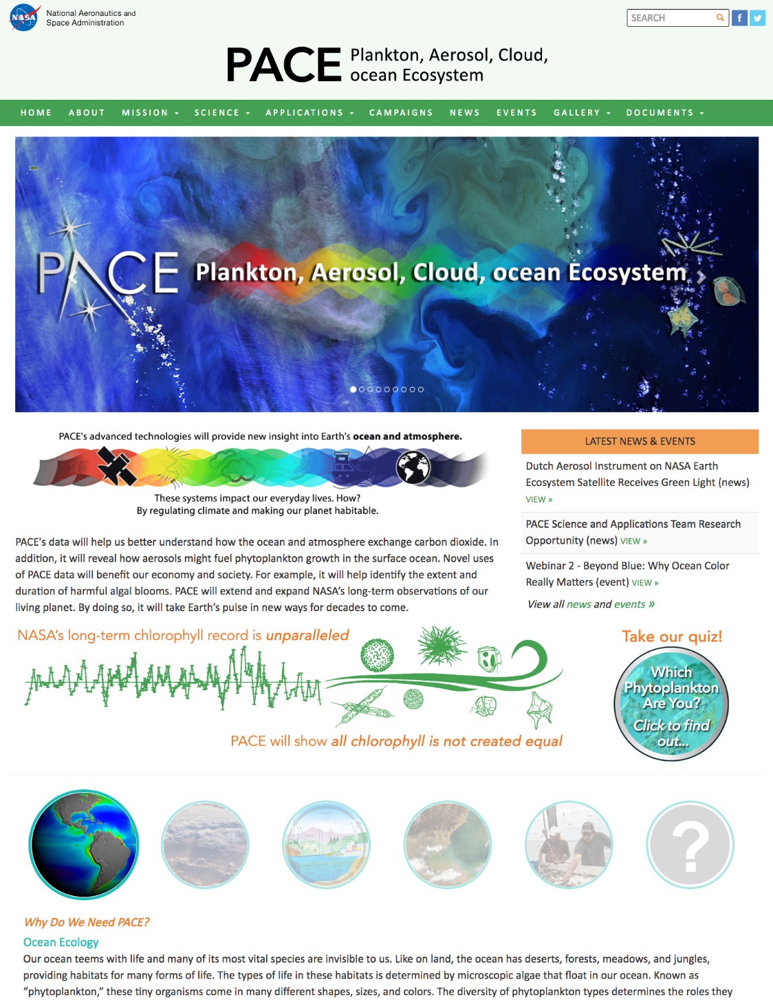 NASA
National Aeronautics and
Space Administration
SEARCH
f
PACE
Plankton, Aerosol, Cloud,
ocean Ecosystem
HOME ABOUT MISSION SCIENCE APPLICATIONS CAMPAIGNS NEWS EVENTS GALLERY DOCUMENTS
PACE Plankton, Aerosol, Cloud, ocean Ecosystem
PACE's advanced technologies will provide new insight into Earth's ocean and atmosphere.
These systems impact our everyday lives. How?
By regulating climate and making our planet habitable.
PACE's data will help us better understand how the ocean and atmosphere exchange carbon dioxide. In
addition, it will reveal how aerosols might fuel phytoplankton growth in the surface ocean. Novel uses
of PACE data will benefit our economy and society. For example, it will help identify the extent and
duration of harmful algal blooms. PACE will extend and expand NASA’s long-term observations of our
living planet. By doing so, it will take Earth’s pulse in new ways for decades to come.
LATEST NEWS & EVENTS
Dutch Aerosol Instrument on NASA Earth
Ecosystem Satellite Receives Green Light (news)
VIEW »
PACE Science and Applications Team Research
Opportunity (news) VIEW »
Webinar 2 - Beyond Blue: Why Ocean Color
Really Matters (event) VIEW »
View all news and events »
NASA’s long-term chlorophyll record is unparalleled
PACE will show all chlorophyll is not created equal
Take our quiz!
Which
Phytoplankton
Are You?
Click to find
out...
?
Why Do We Need PACE?
Ocean Ecology
Our ocean teems with life and many of its most vital species are invisible to us. Like on land, the ocean has deserts, forests, meadows, and jungles,
providing habitats for many forms of life. The types of life in these habitats is determined by microscopic algae that float in our ocean. Known as
“phytoplankton,” these tiny organisms come in many different shapes, sizes, and colors. The diversity of phytoplankton types determines the roles they